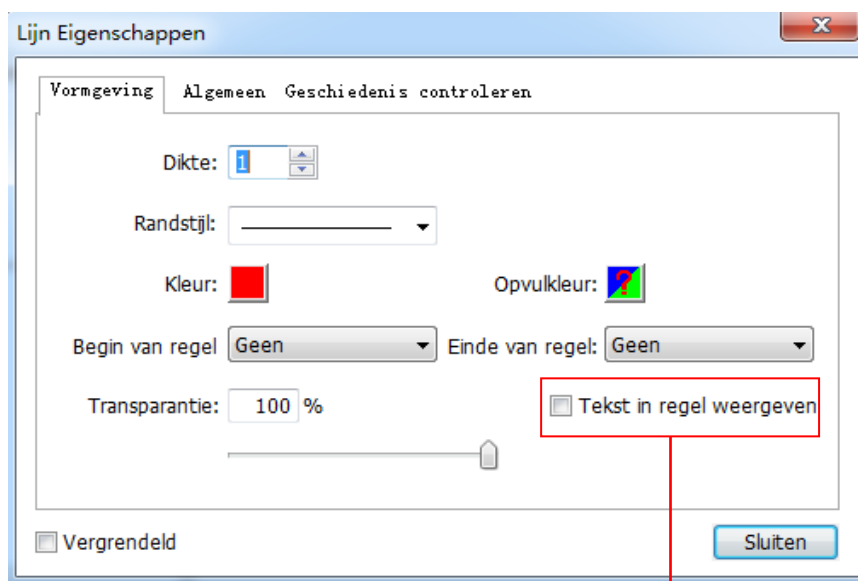 Lijn Eigenschappen
Vormgeving Algemeen Geschiedenis controleren
Dikte: 1
Randstijl:
Kleur: Opvulkleur: ?
Begin van regel Geen Einde van regel: Geen
Transparantie: 100 % Tekst in regel weergeven
Vergrendeld Sluiten